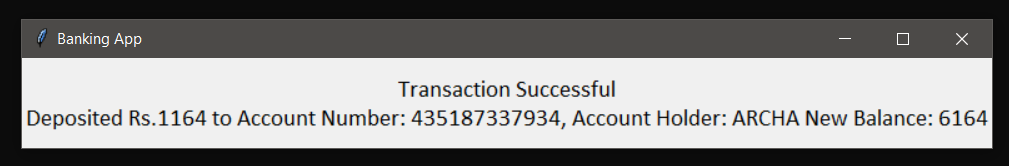 Banking App
Transaction Successful
Deposited Rs.1164 to Account Number: 435187337934, Account Holder: ARCHA New Balance: 6164